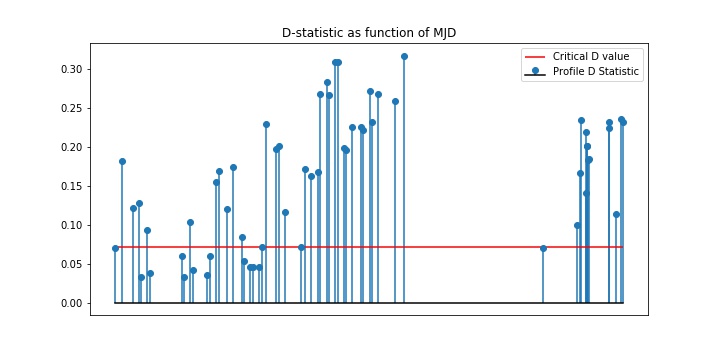 D-statistic as function of MJD
Critical D value
Profile D Statistic
0.30
0.25
0.20
0.15
0.10
0.05
0.00